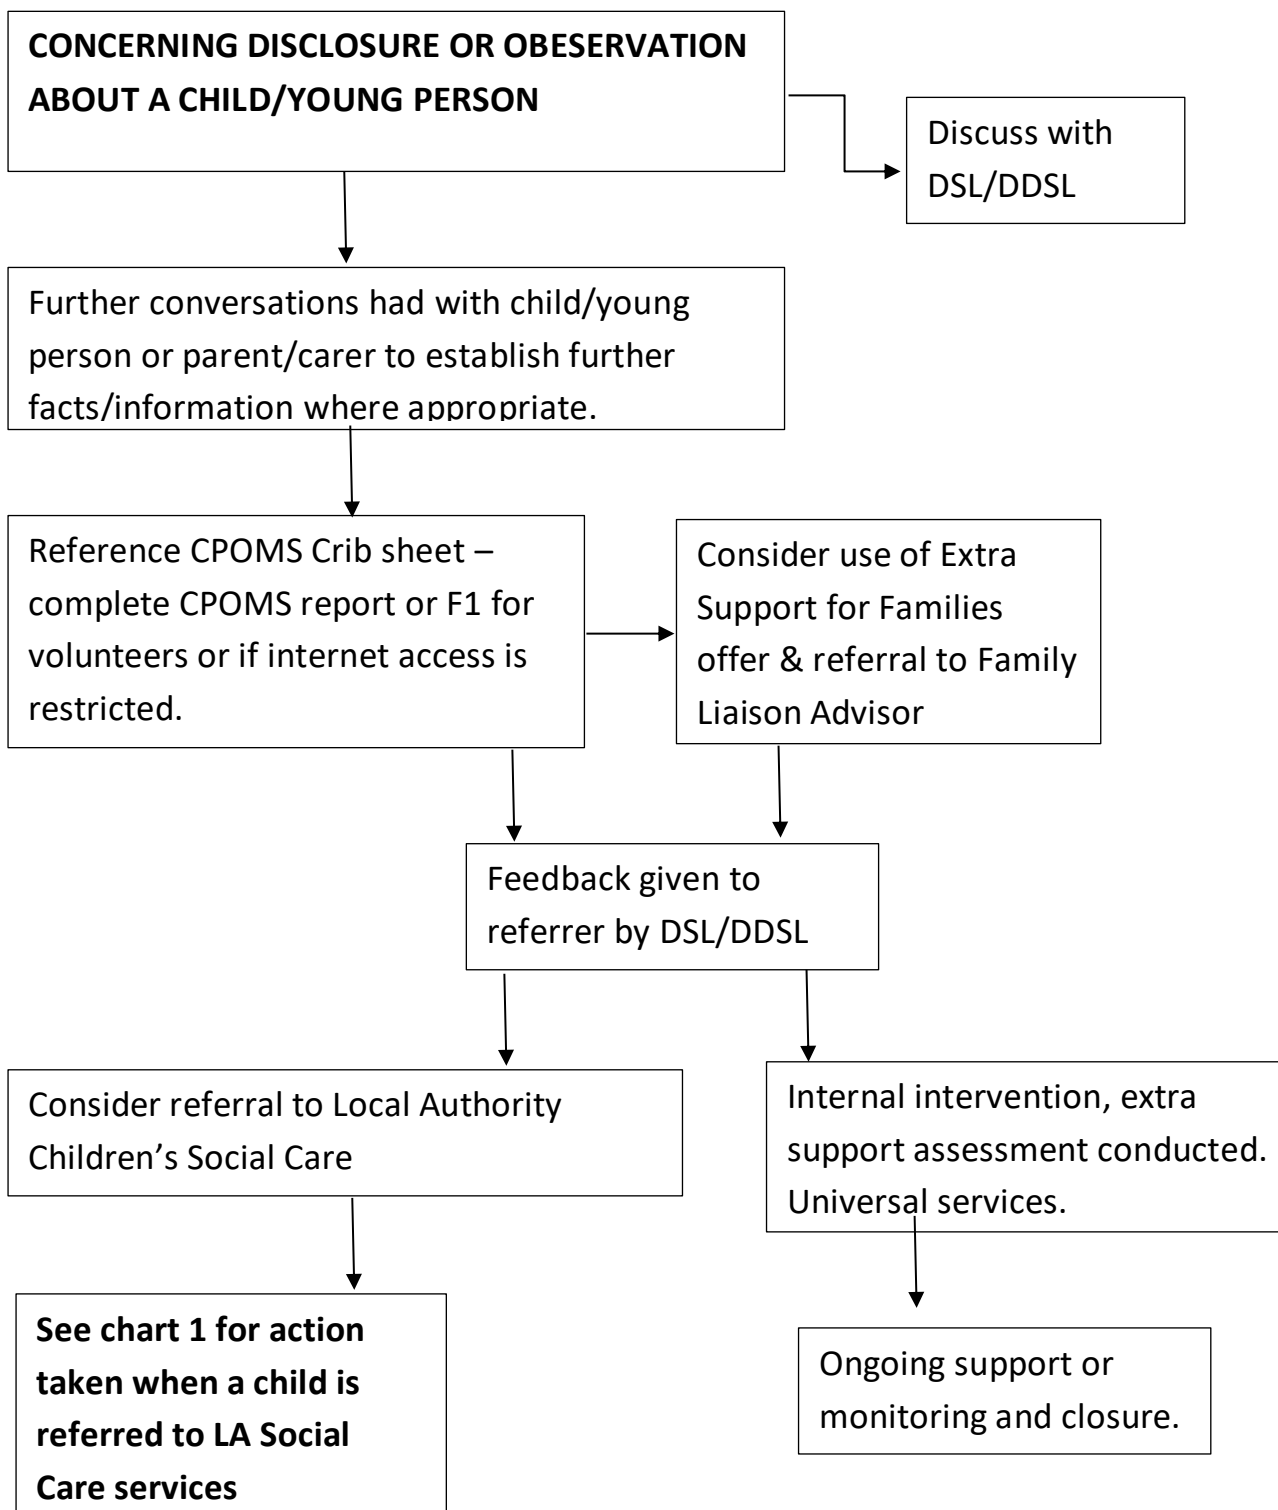 CONCERNING DISCLOSURE OR OBESERVATION
ABOUT A CHILD/YOUNG PERSON
Discuss with
DSL/DDSL
Further conversations had with child/young
person or parent/carer to establish further
facts/information where appropriate.
Reference CPOMS Crib sheet –
complete CPOMS report or F1 for
volunteers or if internet access is
restricted.
Consider use of Extra
Support for Families
offer & referral to Family
Liaison Advisor
Feedback given to
referrer by DSL/DDSL
Consider referral to Local Authority
Children’s Social Care
Internal intervention, extra
support assessment conducted.
Universal services.
See chart 1 for action
taken when a child is
referred to LA Social
Care services
Ongoing support or
monitoring and closure.